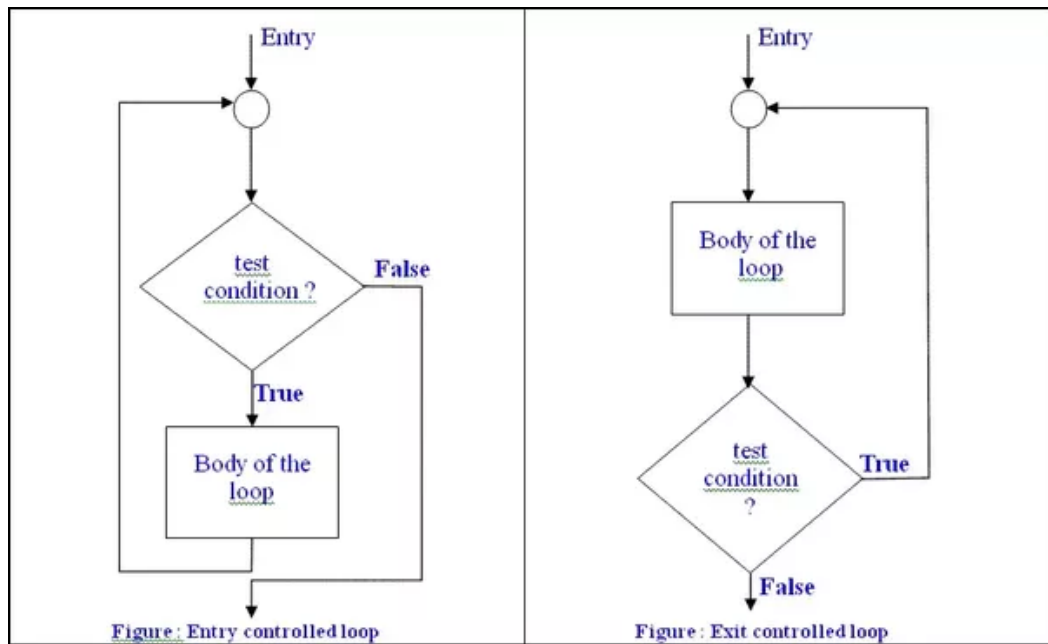 Entry
test
condition ?
False
True
Body of the
loop
Figure : Entry controlled loop
Entry
Body of the
loop
test
condition
?
True
False
Figure : Exit controlled loop